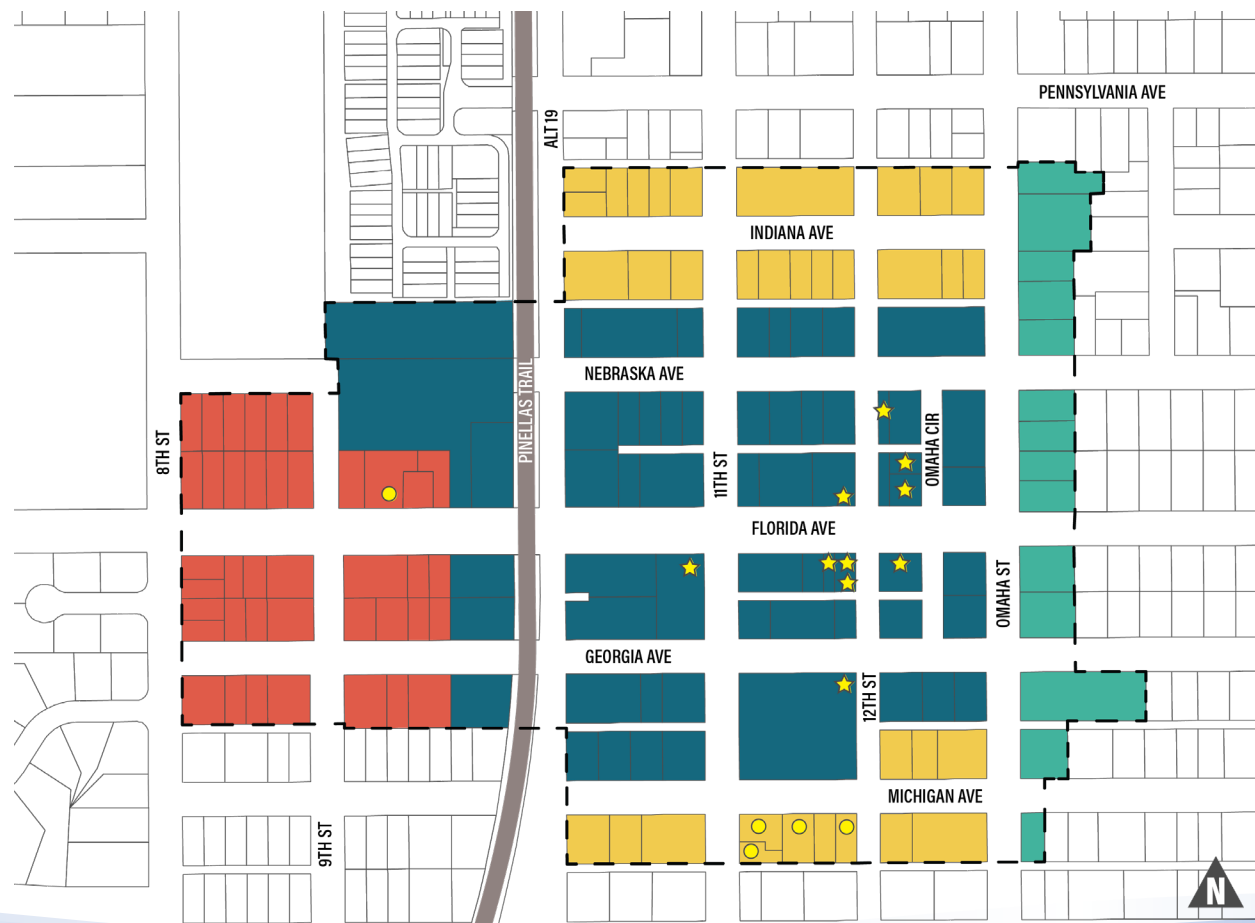 PENNSYLVANIA AVE
ALT 19
INDIANA AVE
NEBRASKA AVE
PINELLAS TRAIL
8TH ST
11TH ST
OMAHA CIR
FLORIDA AVE
OMAHA ST
GEORGIA AVE
12TH ST
MICHIGAN AVE
9TH ST
N